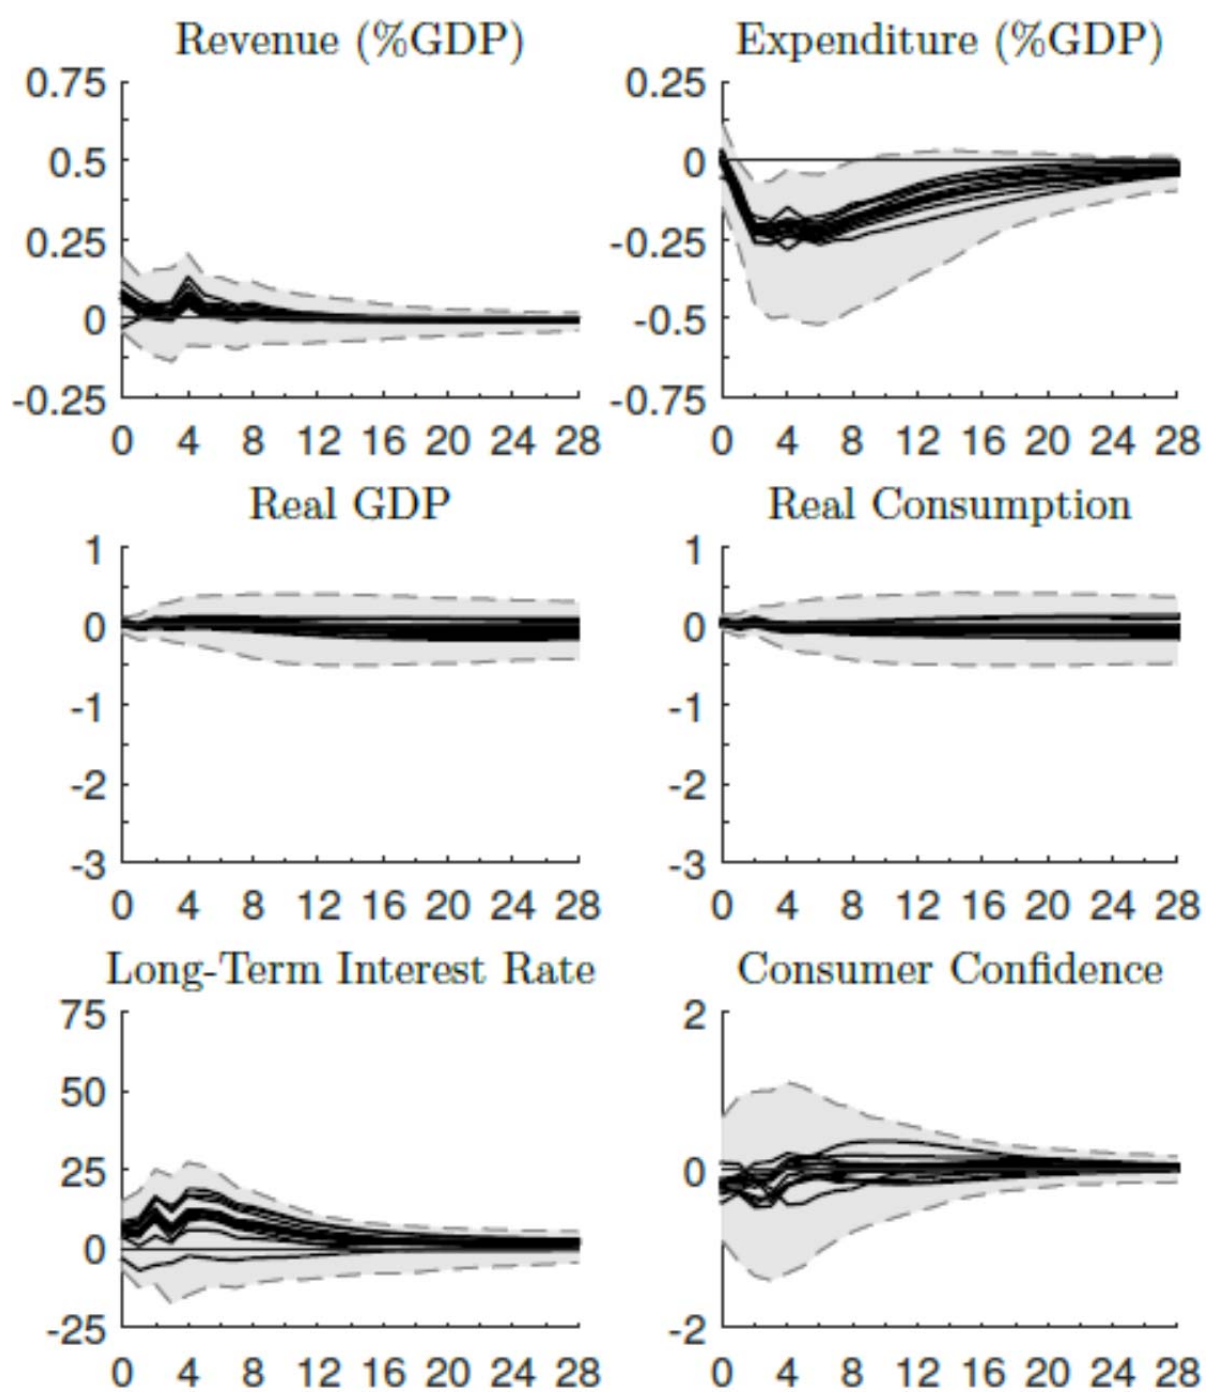 Revenue (%GDP)
0.75
0.5
0.25
0
-0.25
0 4 8 12 16 20 24 28
Expenditure (%GDP)
0.25
0
-0.25
-0.5
-0.75
0 4 8 12 16 20 24 28
Real GDP
1
0
-1
-2
-3
0 4 8 12 16 20 24 28
Real Consumption
1
0
-1
-2
-3
0 4 8 12 16 20 24 28
Long-Term Interest Rate
75
50
25
0
-25
0 4 8 12 16 20 24 28
Consumer Confidence
2
0
-2
0 4 8 12 16 20 24 28